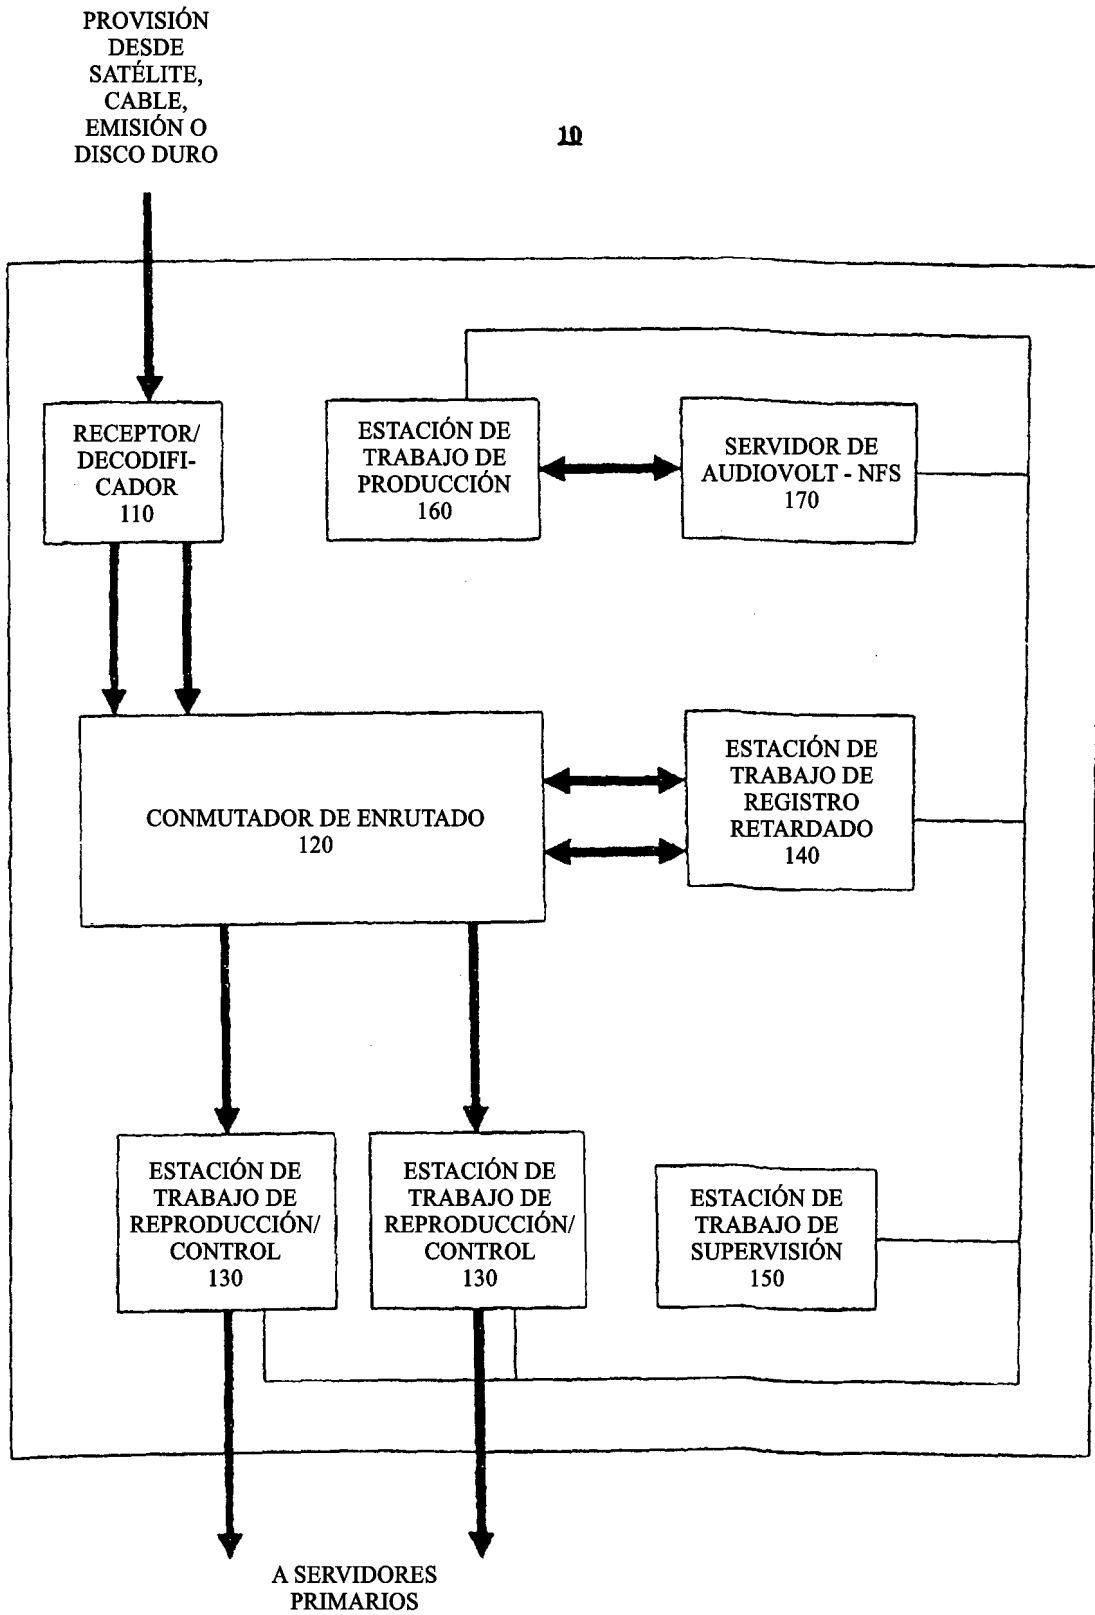 PROVISIÓN
DESDE
SATÉLITE,
CABLE,
EMISIÓN O
DISCO DURO
10
RECEPTOR/
DECODIFI-
CADOR
110
ESTACIÓN DE
TRABAJO DE
PRODUCCIÓN
160
SERVIDOR DE
AUDIOVOLT - NFS
170
CONMUTADOR DE ENRUTADO
120
ESTACIÓN DE
TRABAJO DE
REGISTRO
RETARDADO
140
ESTACIÓN DE
TRABAJO DE
REPRODUCCIÓN/
CONTROL
130
ESTACIÓN DE
TRABAJO DE
REPRODUCCIÓN/
CONTROL
130
ESTACIÓN DE
TRABAJO DE
SUPERVISIÓN
150
A SERVIDORES
PRIMARIOS